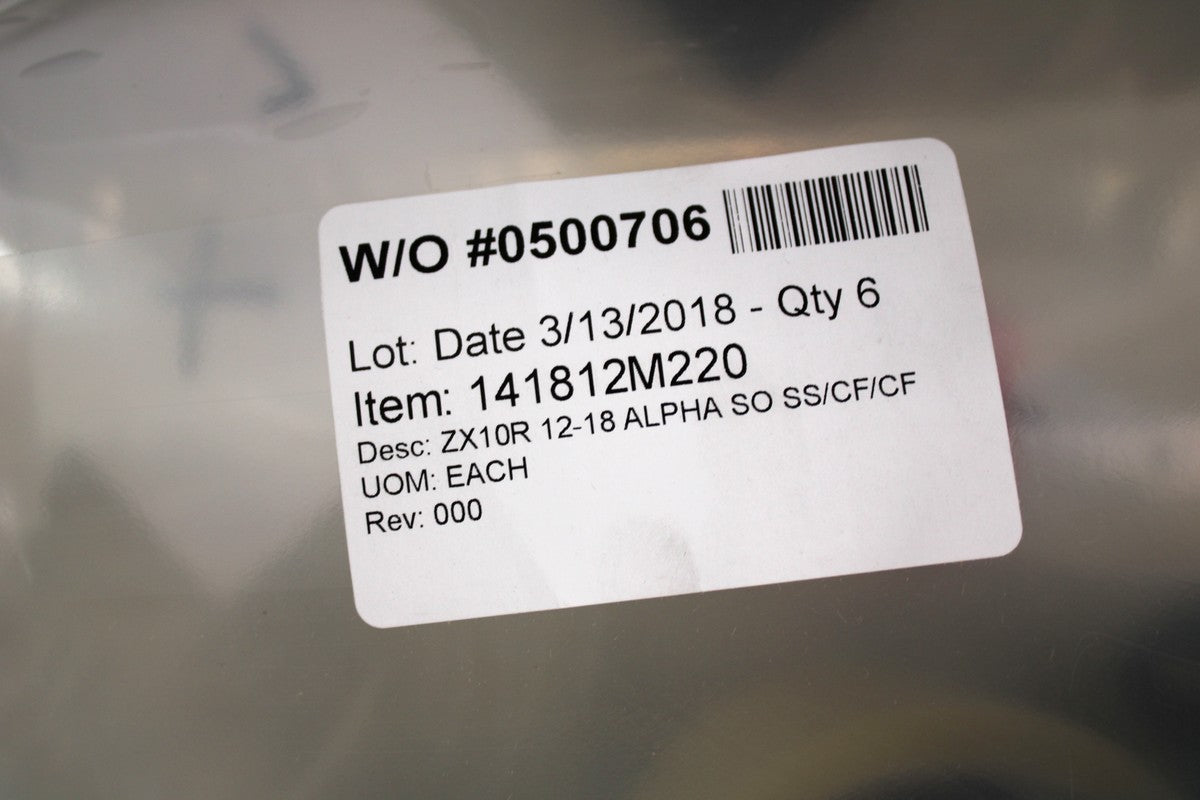 W/O #0500706
Lot: Date 3/13/2018 - Qty 6
Item: 141812M220
Desc: ZX10R 12-18 ALPHA SO SS/CF/CF
UOM: EACH
Rev: 000